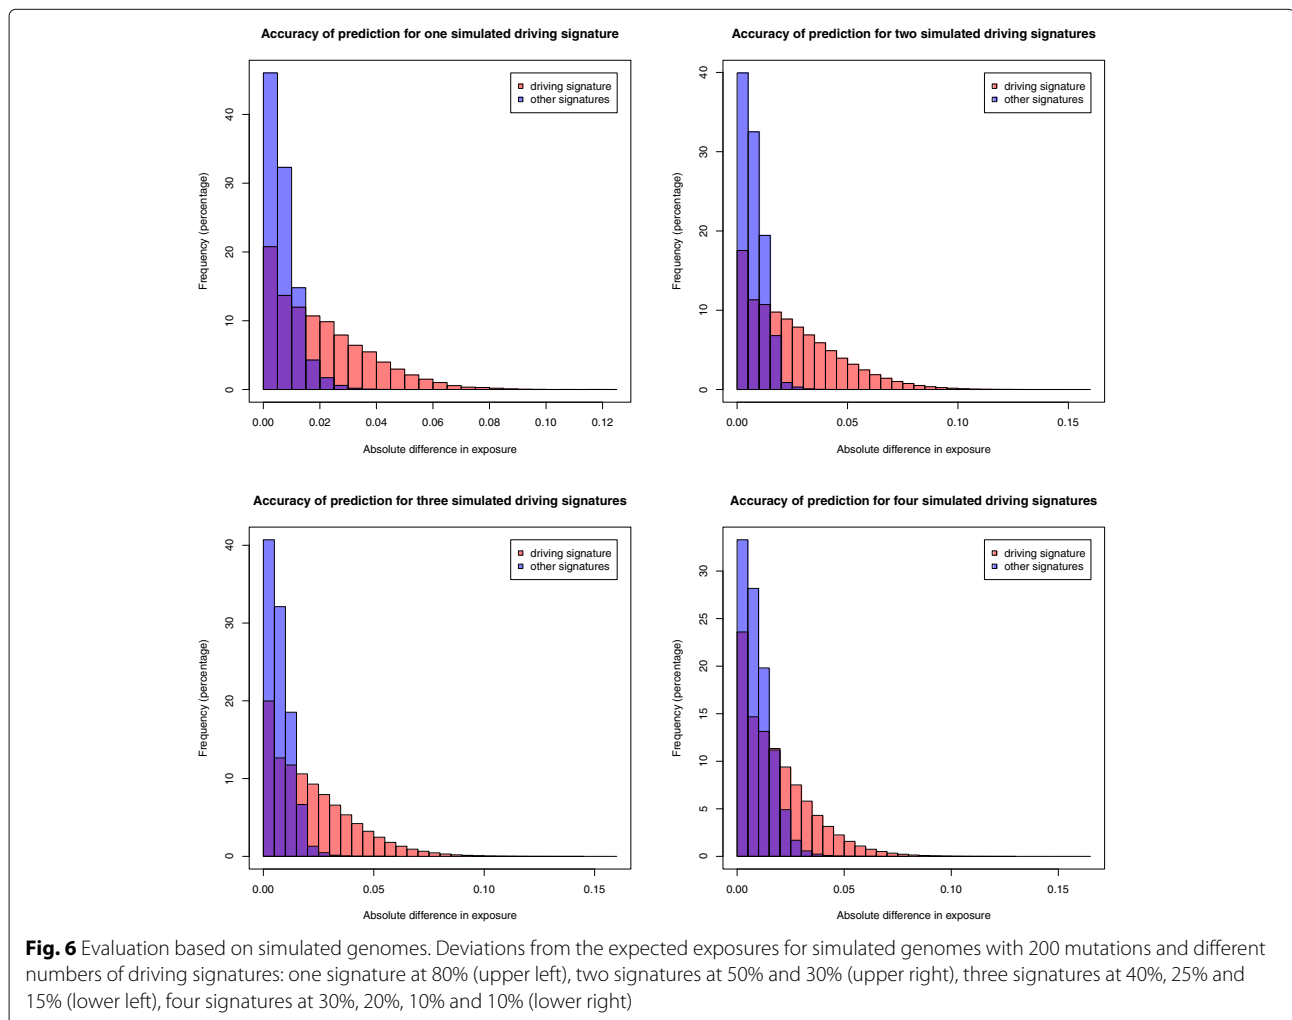 Accuracy of prediction for one simulated driving signature
driving signature
other signatures
Frequency (percentage)
0
10
20
30
40
0.00 0.02 0.04 0.06 0.08 0.10 0.12
Absolute difference in exposure
Accuracy of prediction for two simulated driving signatures
driving signature
other signatures
Frequency (percentage)
0
10
20
30
40
0.00 0.05 0.10 0.15
Absolute difference in exposure
Accuracy of prediction for three simulated driving signatures
driving signature
other signatures
Frequency (percentage)
0
10
20
30
40
0.00 0.05 0.10 0.15
Absolute difference in exposure
Accuracy of prediction for four simulated driving signatures
driving signature
other signatures
Frequency (percentage)
0
5
10
15
20
25
30
0.00 0.05 0.10 0.15
Absolute difference in exposure
Fig. 6 Evaluation based on simulated genomes. Deviations from the expected exposures for simulated genomes with 200 mutations and different
numbers of driving signatures: one signature at 80% (upper left), two signatures at 50% and 30% (upper right), three signatures at 40%, 25% and
15% (lower left), four signatures at 30%, 20%, 10% and 10% (lower right)